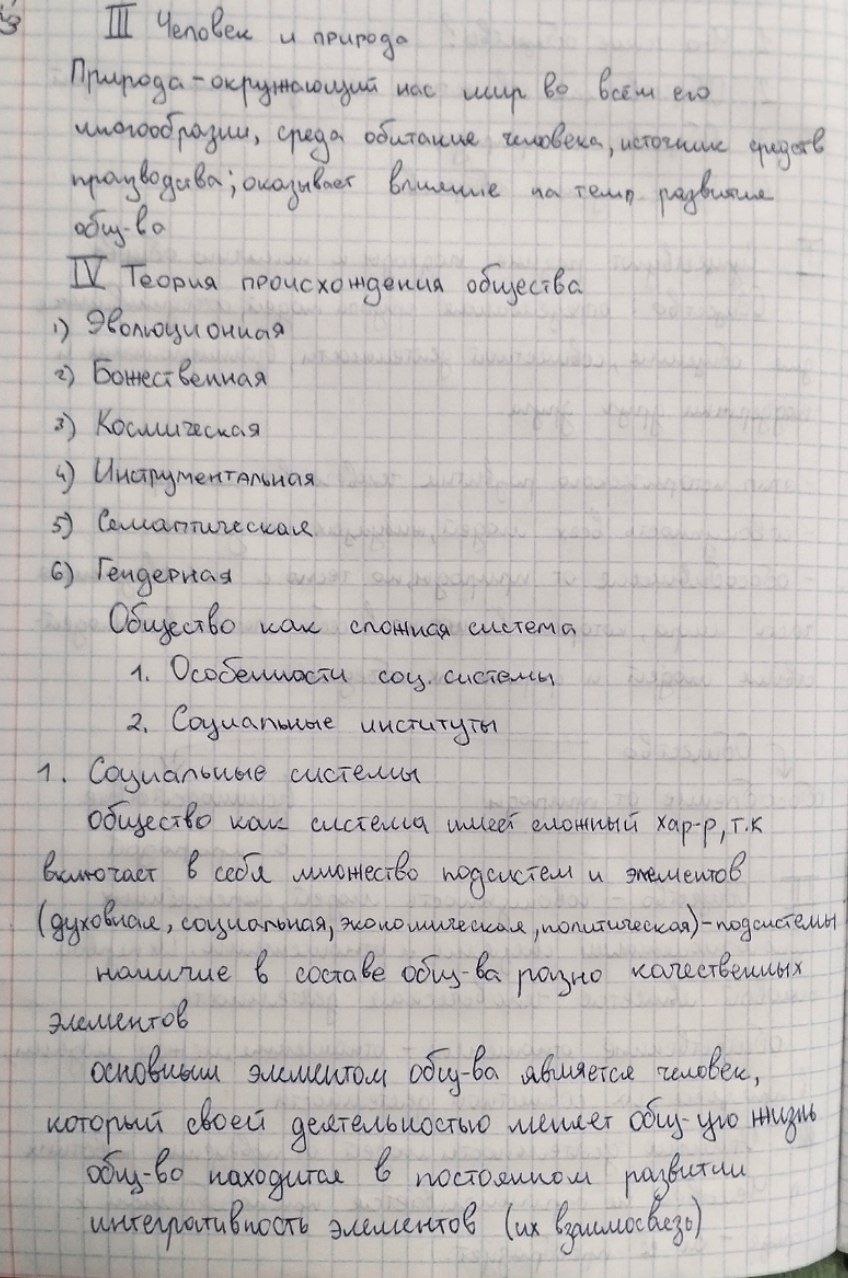 III Человек и природа
Природа - окружающий нас мир во всём его
многообразии, среда обитание человека, источник средств
производства; оказывает влияние на темп развития
общ-ва
IV Теория происхождения общества
1) Эволюционная
2) Божественная
3) Космическая
4) Инструментальная
5) Семантическая
6) Гендерная
Общество как сложная система
1. Особенности соц. системы
2. Социальные институты
1. Социальные системы
общество как система имеет сложный хар-р, т.к
включает в себя множество подсистем и элементов
(духовная, социальная, экономическая, политическая) - подсистемы
наличие в составе общ-ва разно качественных
элементов
основным элементом общ-ва является человек,
который своей деятельностью меняет общ-ую жизнь
общ-во находится в постоянном развитии
интегративность элементов (их взаимосвязь)